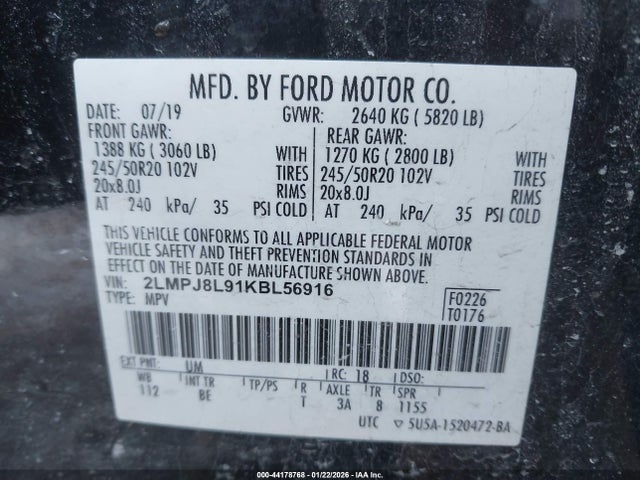 MFD. BY FORD MOTOR CO.
DATE: 07/19 GVWR: 2640 KG ( 5820 LB)
FRONT GAWR: REAR GAWR:
1388 KG ( 3060 LB) WITH 1270 KG ( 2800 LB) WITH
245/50R20 102V TIRES 245/50R20 102V TIRES
20x8.0J RIMS 20x8.0J RIMS
AT 240 kPa/ 35 PSI COLD AT 240 kPa/ 35 PSI COLD
THIS VEHICLE CONFORMS TO ALL APPLICABLE FEDERAL MOTOR
VEHICLE SAFETY AND THEFT PREVENTION STANDARDS IN
EFFECT ON THE DATE OF MANUFACTURE SHOWN ABOVE.
VIN: 2LMPJ8L91KBL56916 F0226
TYPE: MPV T0176
EXT PNT: UM RC: 18 DSO:
WB INT TR TP/PS R AXLE TR SPR
112 BE T 3A 8 1155
UTC ▽ 5U5A-1520472-BA
000-44178768 - 01/22/2026 - IAA Inc.